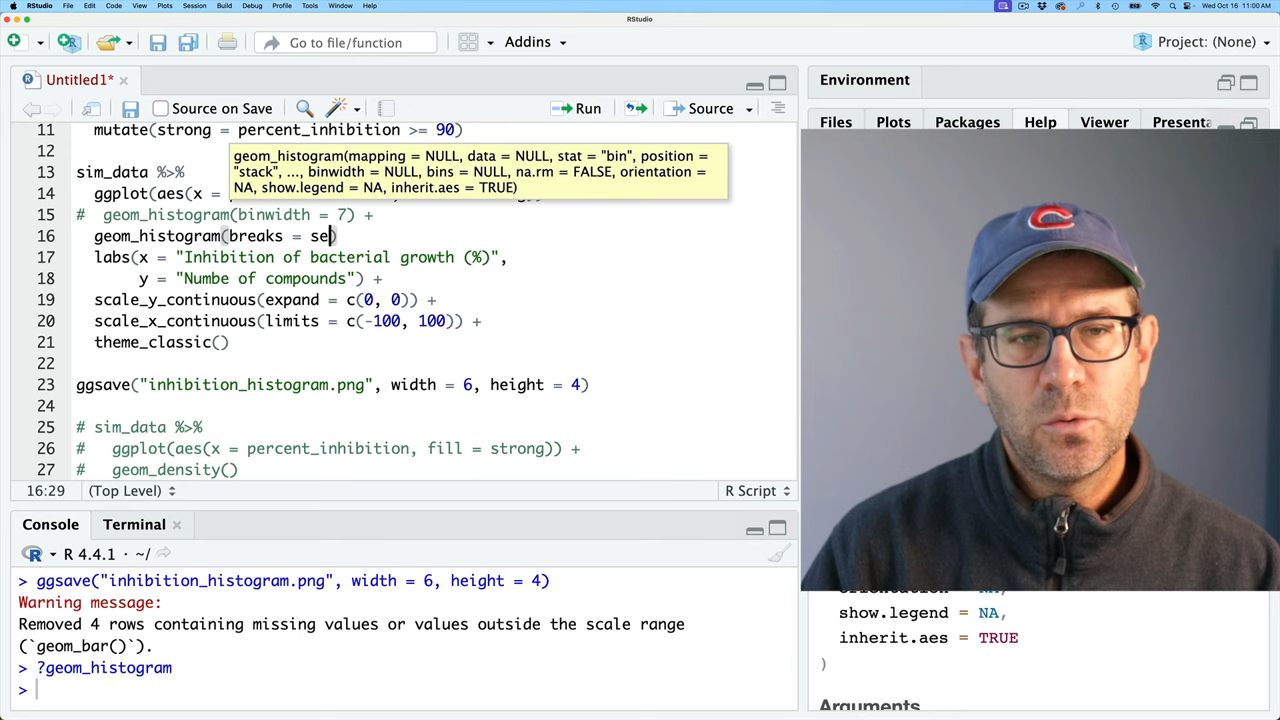 RStudio File Edit Code View Plots Session Build Debug Profile Tools Window Help Wed Oct 16 11:00 AM
RStudio
Go to file/function Addins Project: (None)
Untitled1*
Source on Save Run Source
11 mutate(strong = percent_inhibition >= 90)
12
geom_histogram(mapping = NULL, data = NULL, stat = "bin", position =
"stack", ..., binwidth = NULL, bins = NULL, na.rm = FALSE, orientation =
NA, show.legend = NA, inherit.aes = TRUE)
13 sim_data %>%
14 ggplot(aes(x =
15 # geom_histogram(binwidth = 7) +
16 geom_histogram(breaks = se)
17 labs(x = "Inhibition of bacterial growth (%)",
18 y = "Numbe of compounds") +
19 scale_y_continuous(expand = c(0, 0)) +
20 scale_x_continuous(limits = c(-100, 100)) +
21 theme_classic()
22
23 ggsave("inhibition_histogram.png", width = 6, height = 4)
24
25 # sim_data %>%
26 # ggplot(aes(x = percent_inhibition, fill = strong)) +
27 # geom_density()
16:29 (Top Level) R Script
Console Terminal
R 4.4.1 · ~/
> ggsave("inhibition_histogram.png", width = 6, height = 4)
Warning message:
Removed 4 rows containing missing values or values outside the scale range
(`geom_bar()`).
> ?geom_histogram
>
Environment
Files Plots Packages Help Viewer Presenta
show.legend = NA,
inherit.aes = TRUE
)
Arguments